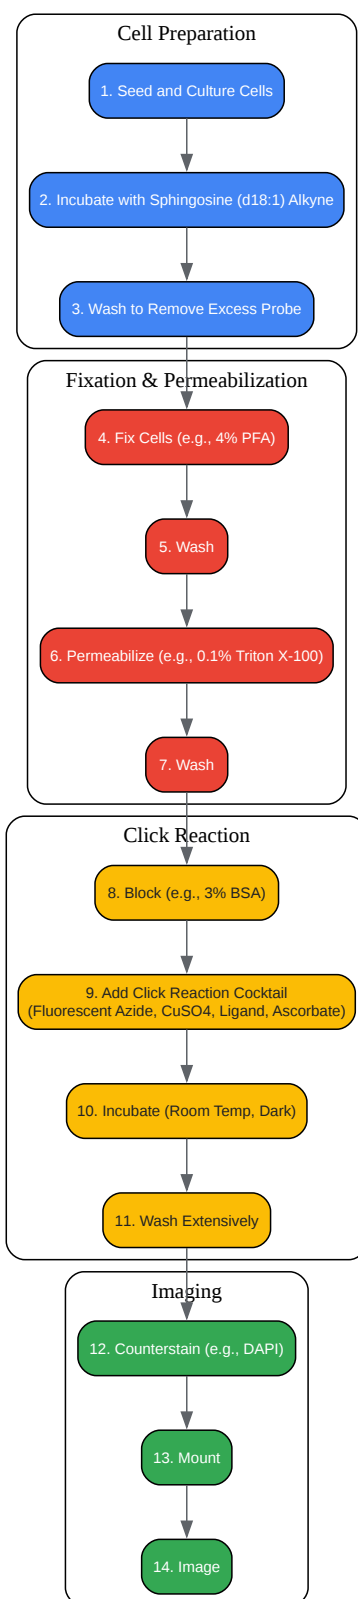 Cell Preparation
1. Seed and Culture Cells
2. Incubate with Sphingosine (d18:1) Alkyne
3. Wash to Remove Excess Probe
Fixation & Permeabilization
4. Fix Cells (e.g., 4% PFA)
5. Wash
6. Permeabilize (e.g., 0.1% Triton X-100)
7. Wash
Click Reaction
8. Block (e.g., 3% BSA)
9. Add Click Reaction Cocktail
(Fluorescent Azide, CuSO4, Ligand, Ascorbate)
10. Incubate (Room Temp, Dark)
11. Wash Extensively
Imaging
12. Counterstain (e.g., DAPI)
13. Mount
14. Image